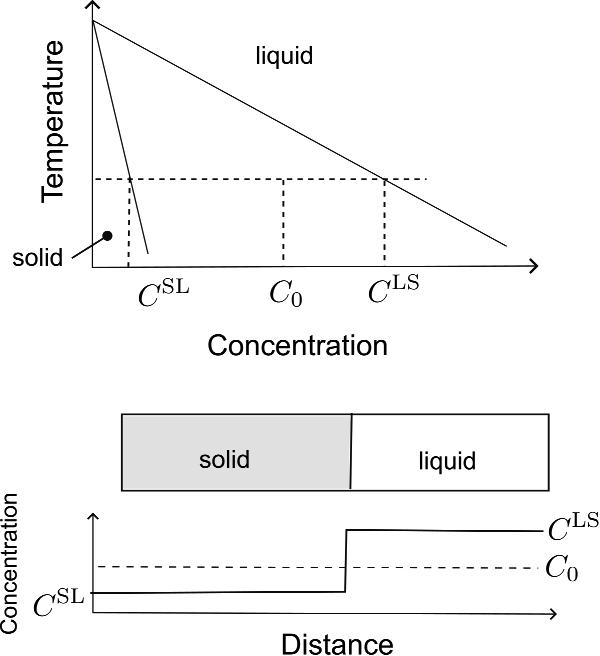 Temperature
liquid
solid
C^SL
C_0
C^LS
Concentration
solid
liquid
Concentration
C^LS
C_0
C^SL
Distance